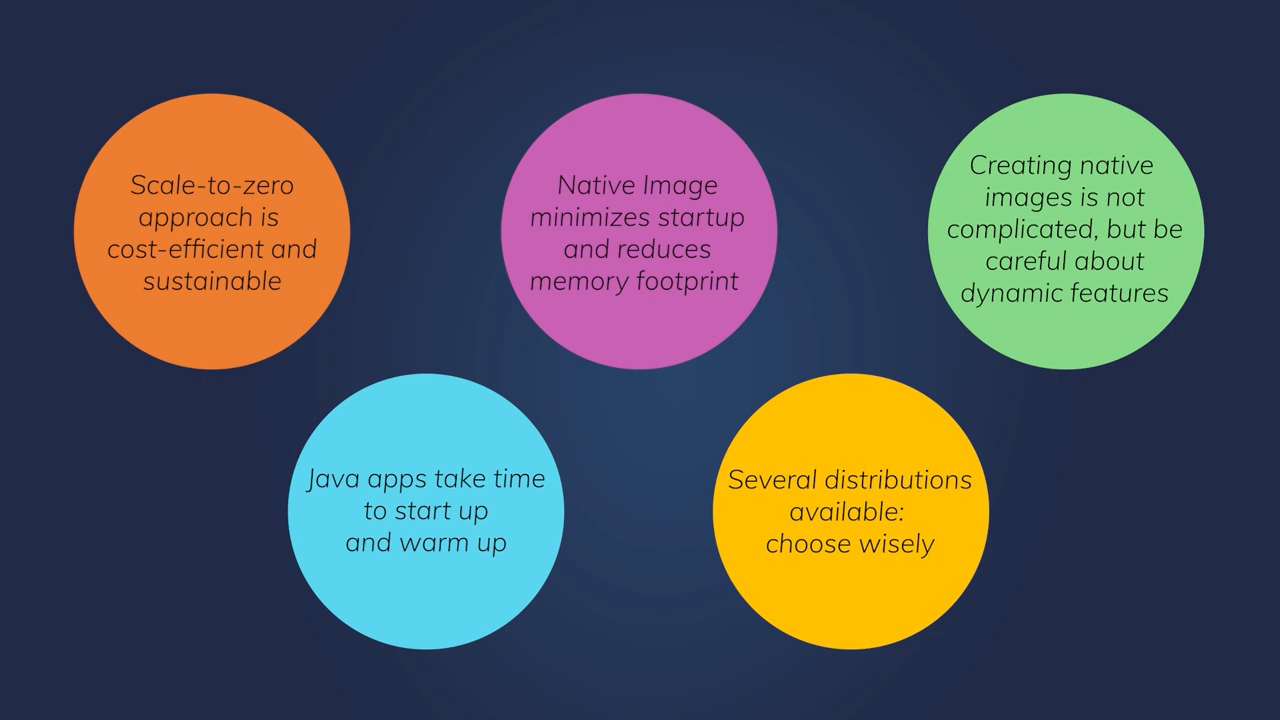 Scale-to-zero
approach is
cost-efficient and
sustainable
Java apps take time
to start up
and warm up
Native Image
minimizes startup
and reduces
memory footprint
Several distributions
available:
choose wisely
Creating native
images is not
complicated, but be
careful about
dynamic features